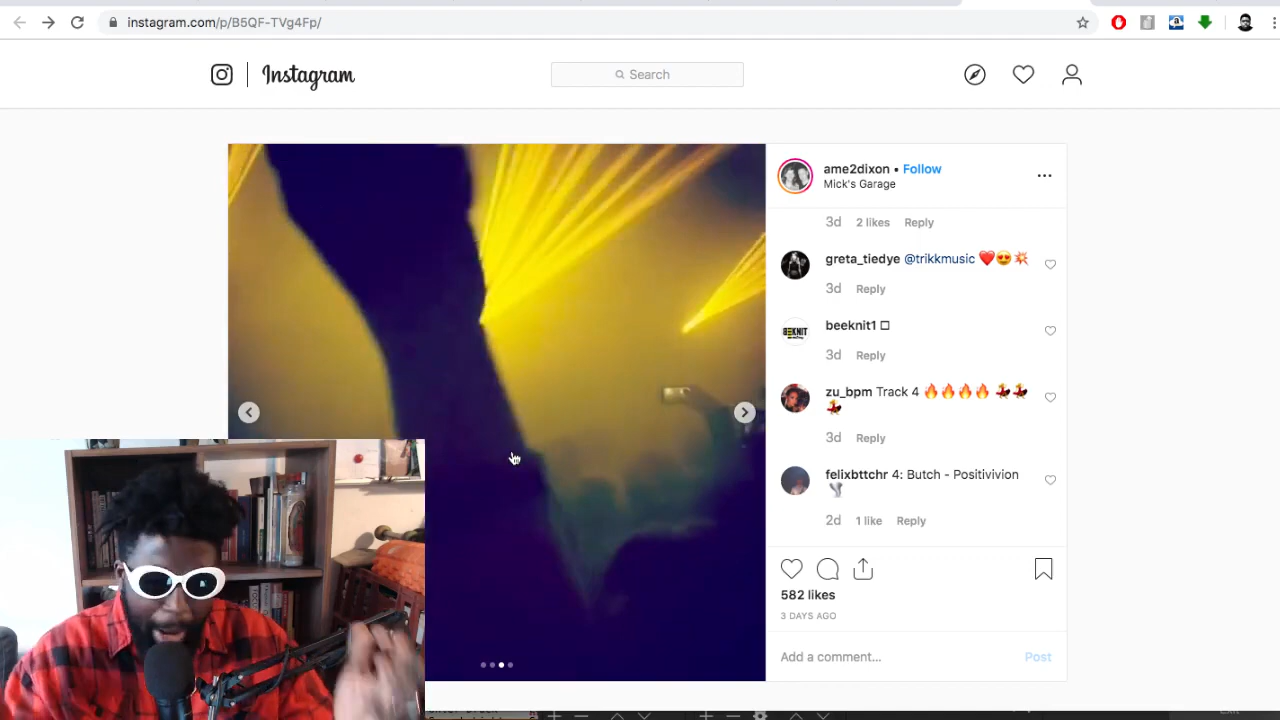 instagram.com/p/B5QF-TVg4Fp/
Instagram
Search
ame2dixon • Follow
Mick's Garage
3d 2 likes Reply
greta_tiedye @trikkmusic ❤️😍💥
3d Reply
BEEKNIT
beeknit1 □
3d Reply
zu_bpm Track 4 🔥🔥🔥🔥 💃💃
💃
3d Reply
felixbttchr 4: Butch - Positivivion
2d 1 like Reply
582 likes
3 DAYS AGO
Add a comment... Post